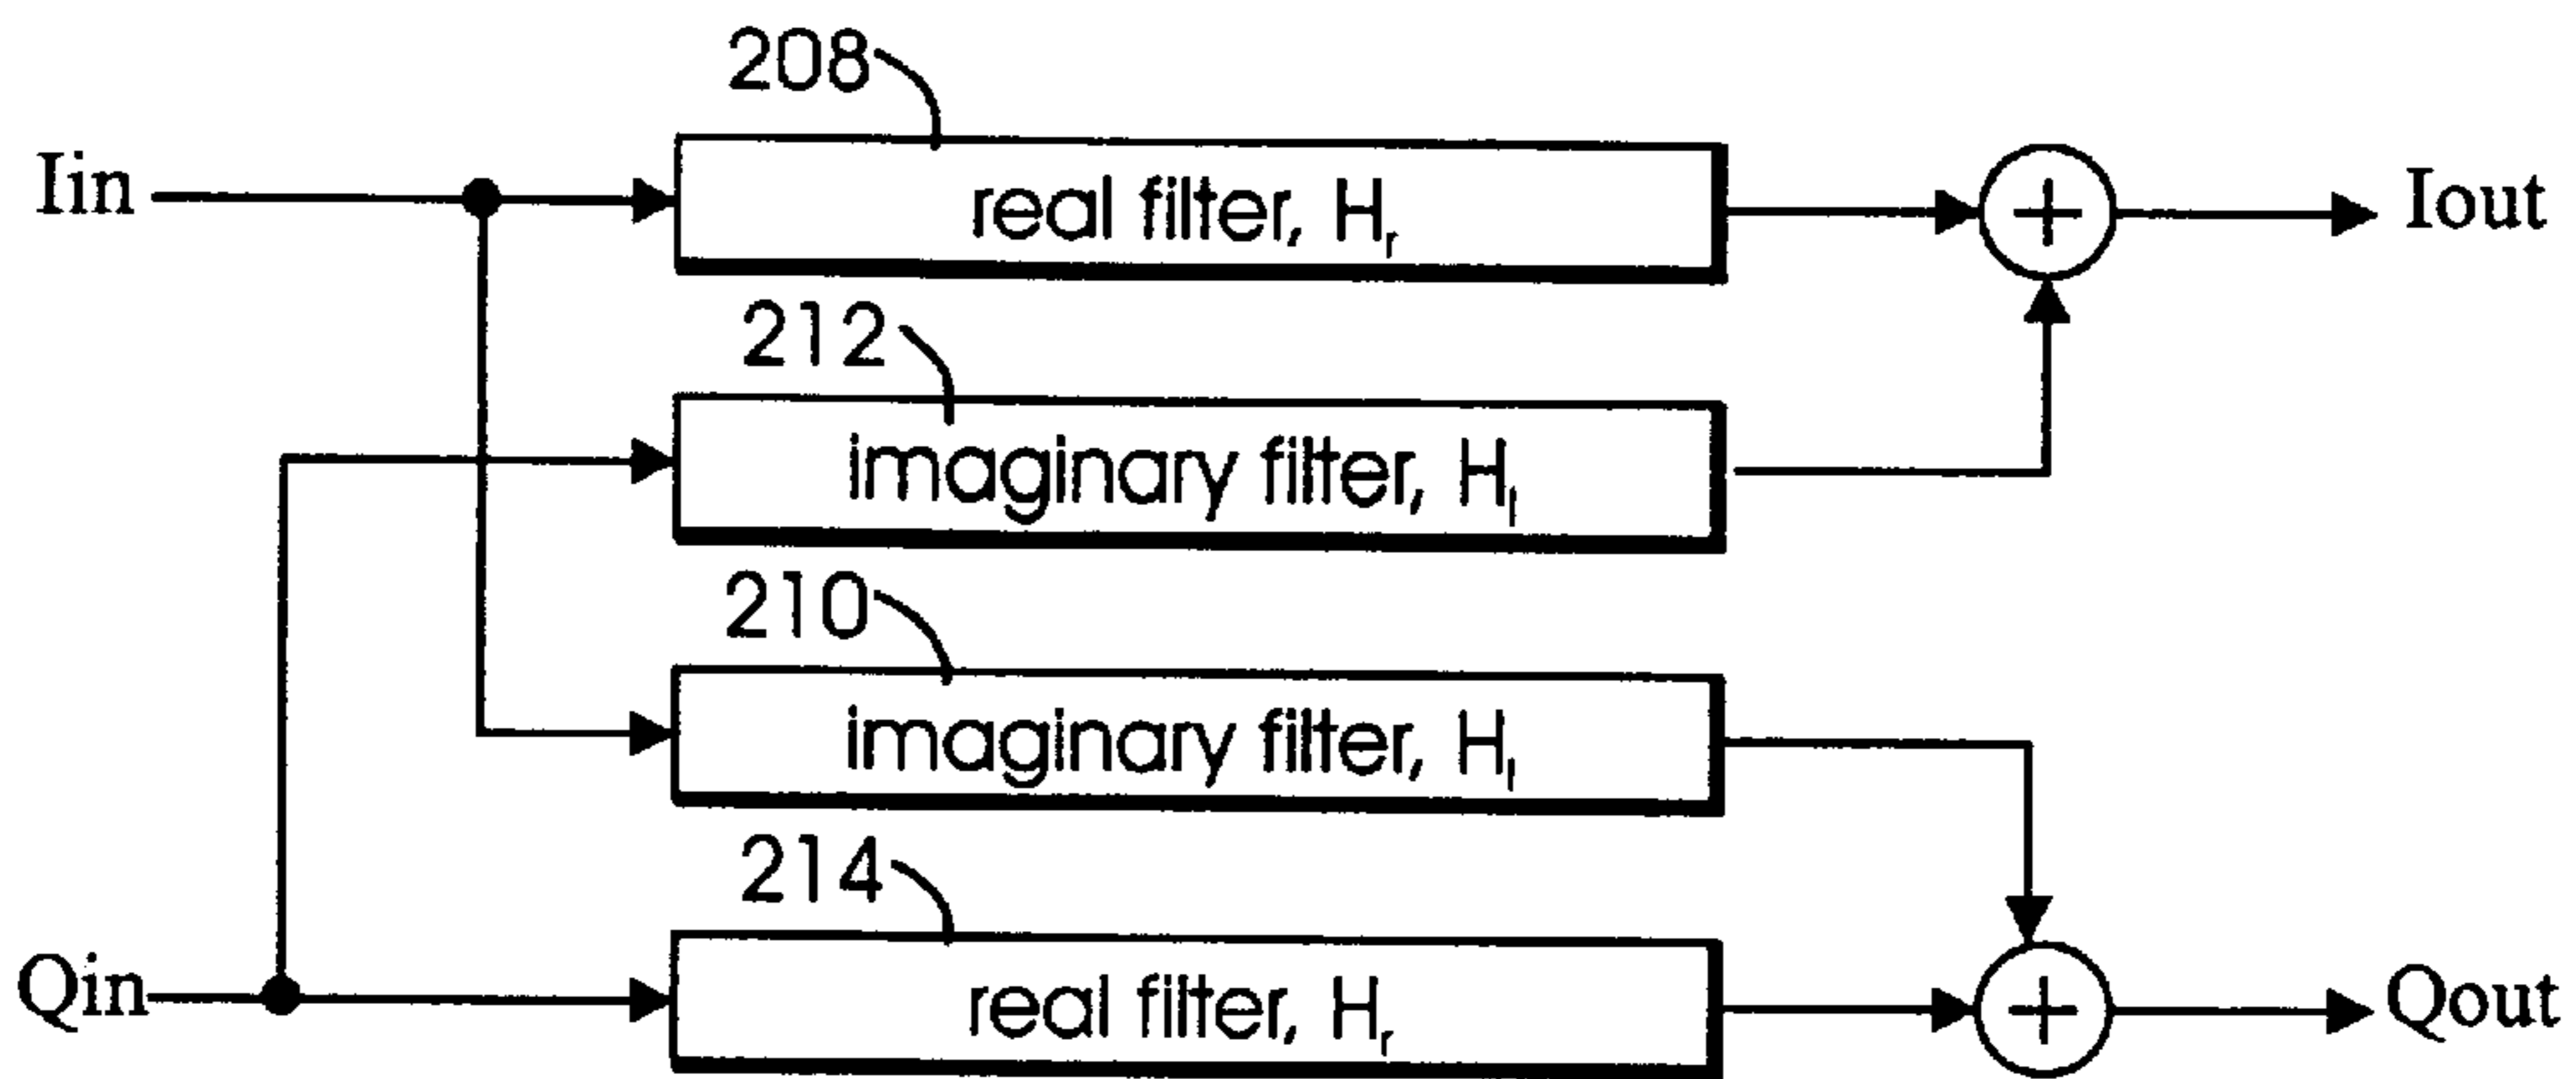 208
Iin
real filter, Hr
+
Iout
212
imaginary filter, HI
210
imaginary filter, HI
214
Qin
real filter, Hr
+
Qout